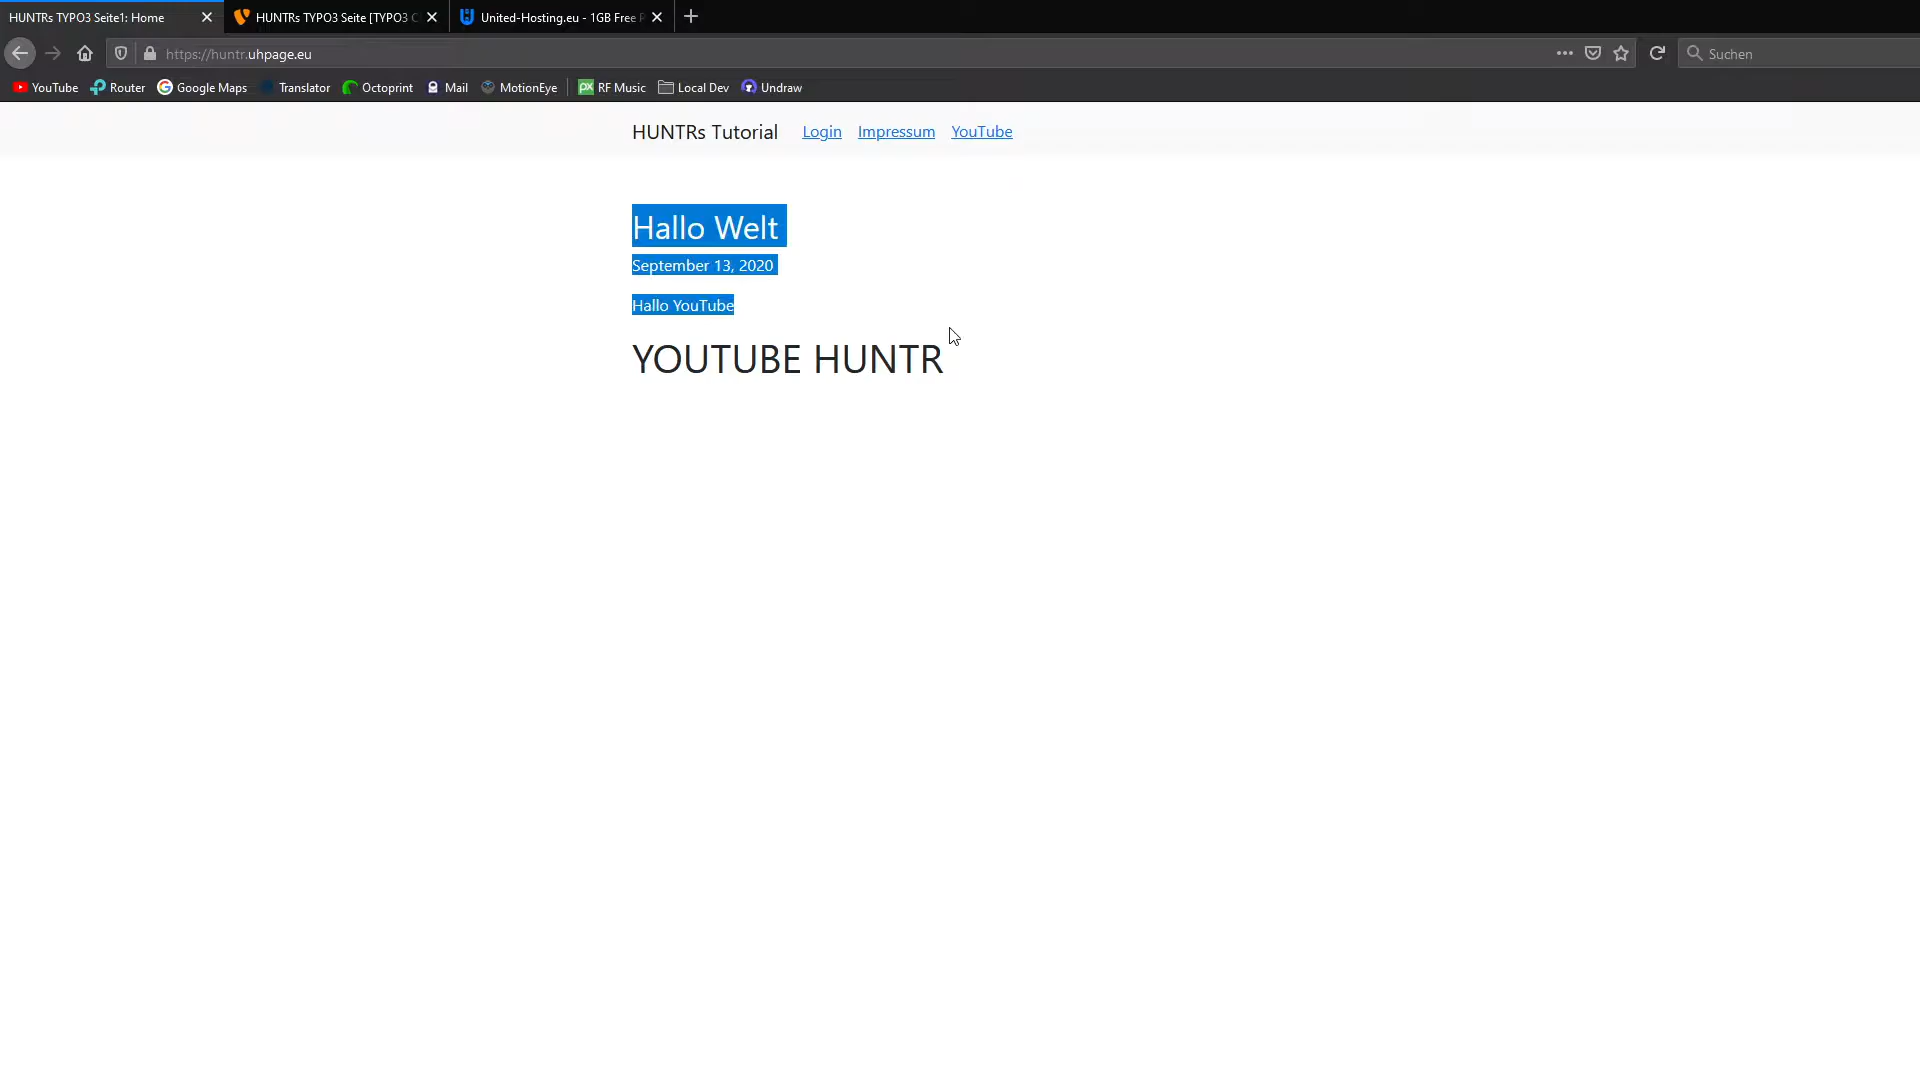 HUNTRs TYPO3 Seite1: Home
HUNTRs TYPO3 Seite [TYPO3 C
United-Hosting.eu - 1GB Free
https://huntr.uhpage.eu
Suchen
YouTube Router Google Maps Translator Octoprint Mail MotionEye RF Music Local Dev Undraw
HUNTRs Tutorial Login Impressum YouTube
Hallo Welt
September 13, 2020
Hallo YouTube
YOUTUBE HUNTR